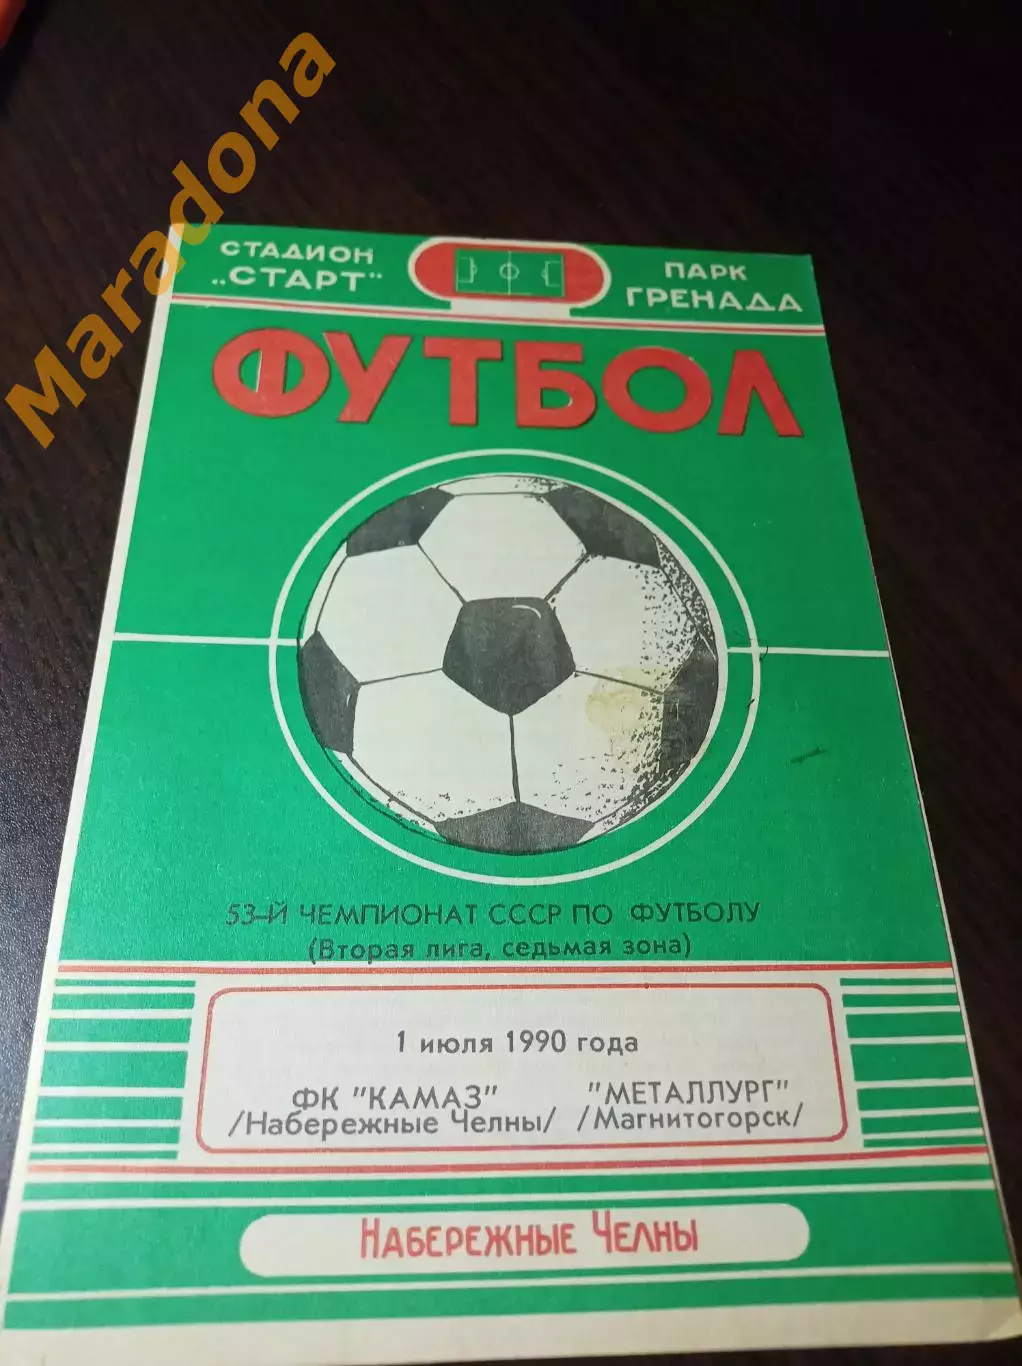 Maradona
СТАДИОН
„СТАРТ"
ПАРК
ГРЕНАДА
ФУТБОЛ
53-Й ЧЕМПИОНАТ СССР ПО ФУТБОЛУ
(Вторая лига, седьмая зона)
1 июля 1990 года
ФК "КАМАЗ" "МЕТАЛЛУРГ"
/Набережные Челны/ /Магнитогорск/
НАБЕРЕЖНЫЕ ЧЕЛНЫ